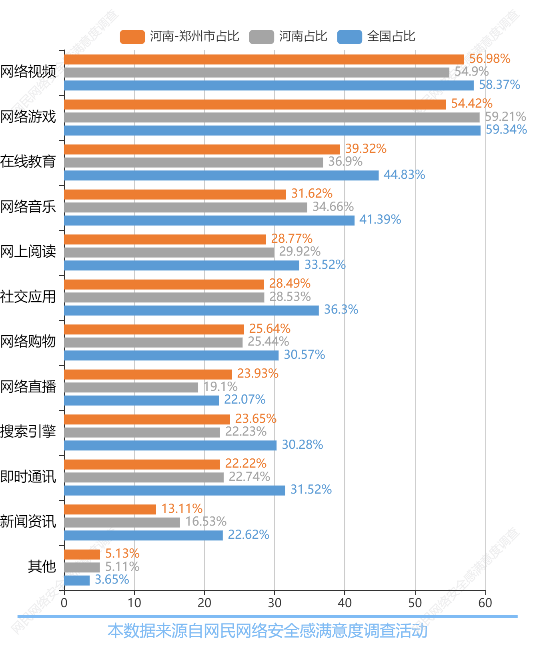 河南-郑州市占比 河南占比 全国占比
网络视频 56.98% 54.9% 58.37%
网络游戏 54.42% 59.21% 59.34%
在线教育 39.32% 36.9% 44.83%
网络音乐 31.62% 34.66% 41.39%
网上阅读 28.77% 29.92% 33.52%
社交应用 28.49% 28.53% 36.3%
网络购物 25.64% 25.44% 30.57%
网络直播 23.93% 19.1% 22.07%
搜索引擎 23.65% 22.23% 30.28%
即时通讯 22.22% 22.74% 31.52%
新闻资讯 13.11% 16.53% 22.62%
其他 5.13% 5.11% 3.65%
0 10 20 30 40 50 60
本数据来源自网民网络安全感满意度调查活动